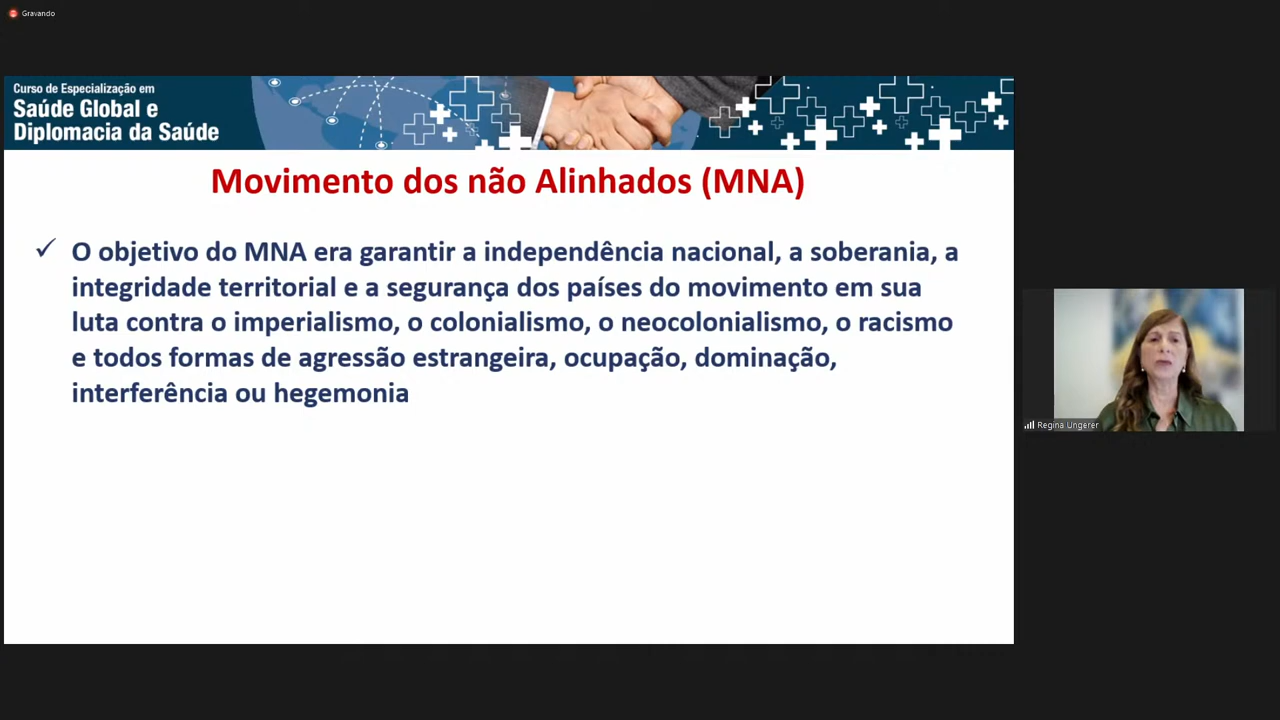 Gravando
Curso de Especialização em
Saúde Global e
Diplomacia da Saúde
Movimento dos não Alinhados (MNA)
✓ O objetivo do MNA era garantir a independência nacional, a soberania, a
integridade territorial e a segurança dos países do movimento em sua
luta contra o imperialismo, o colonialismo, o neocolonialismo, o racismo
e todos formas de agressão estrangeira, ocupação, dominação,
interferência ou hegemonia
Regina Ungerer